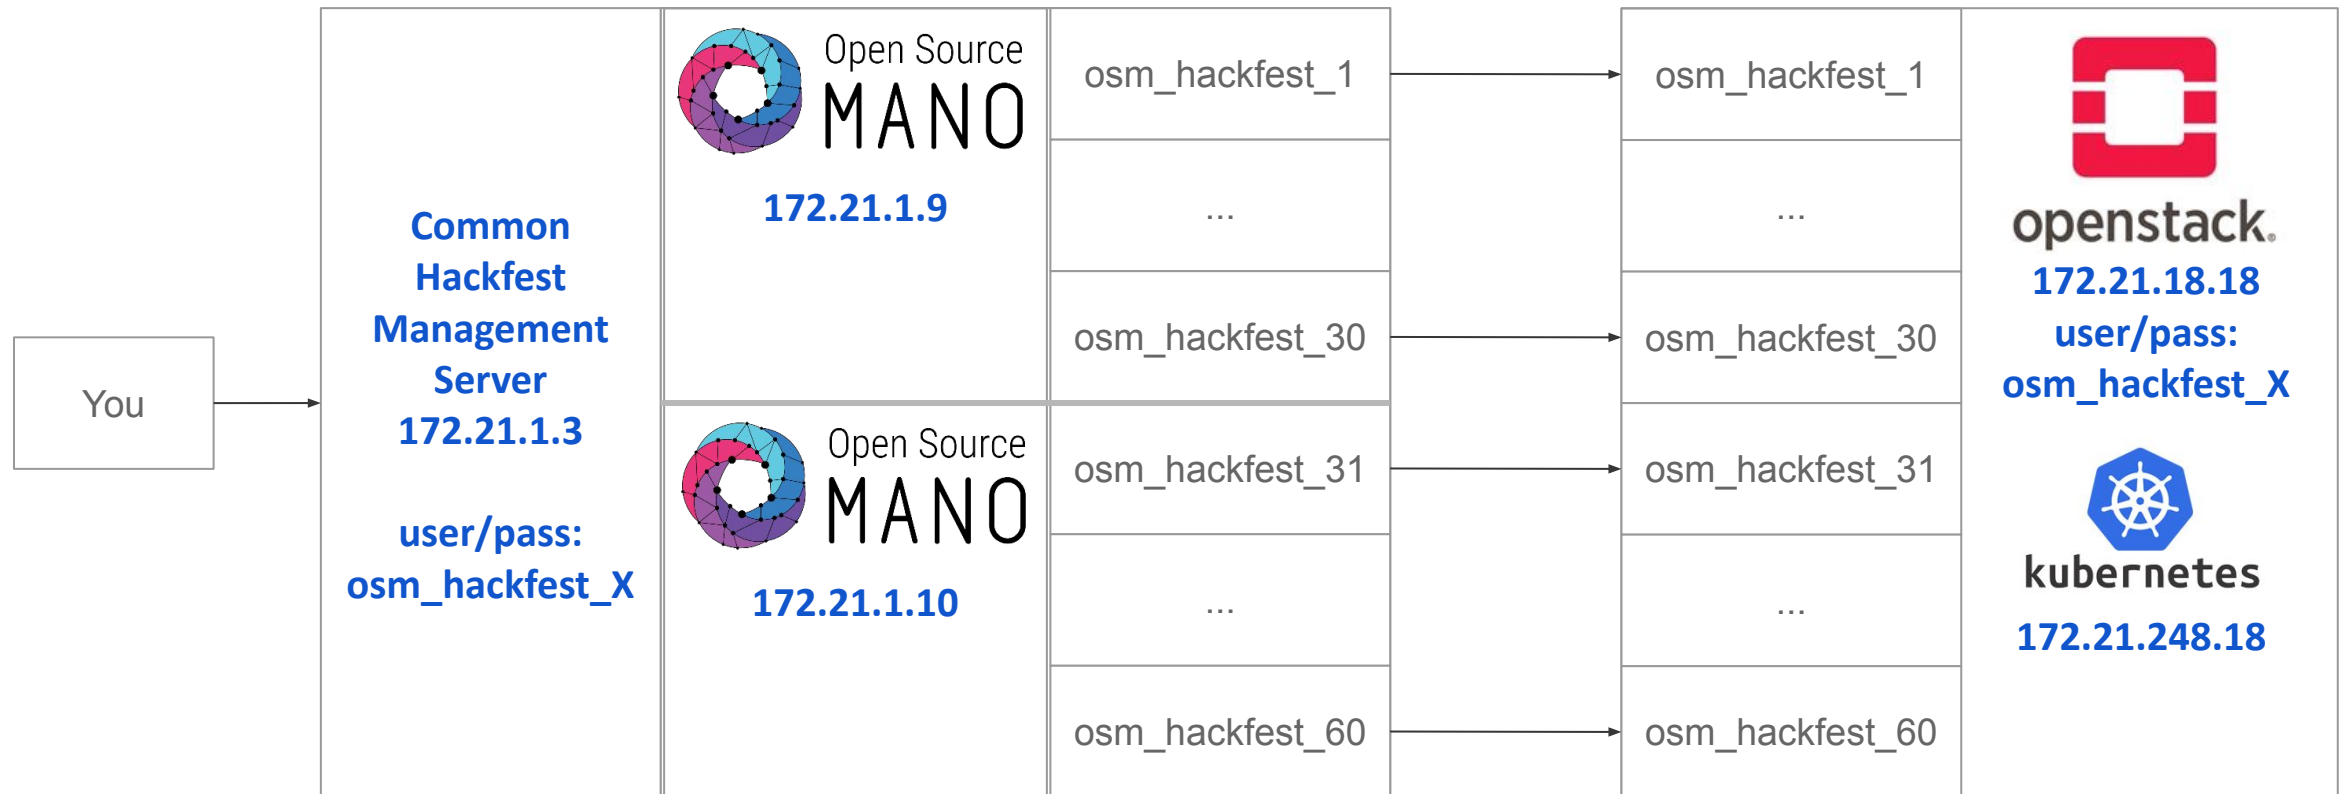 You
Common
Hackfest
Management
Server
172.21.1.3
user/pass:
osm_hackfest_X
Open Source
MANO
172.21.1.9
Open Source
MANO
172.21.1.10
osm_hackfest_1
...
osm_hackfest_30
osm_hackfest_31
...
osm_hackfest_60
osm_hackfest_1
...
osm_hackfest_30
osm_hackfest_31
...
osm_hackfest_60
openstack®
172.21.18.18
user/pass:
osm_hackfest_X
kubernetes
172.21.248.18